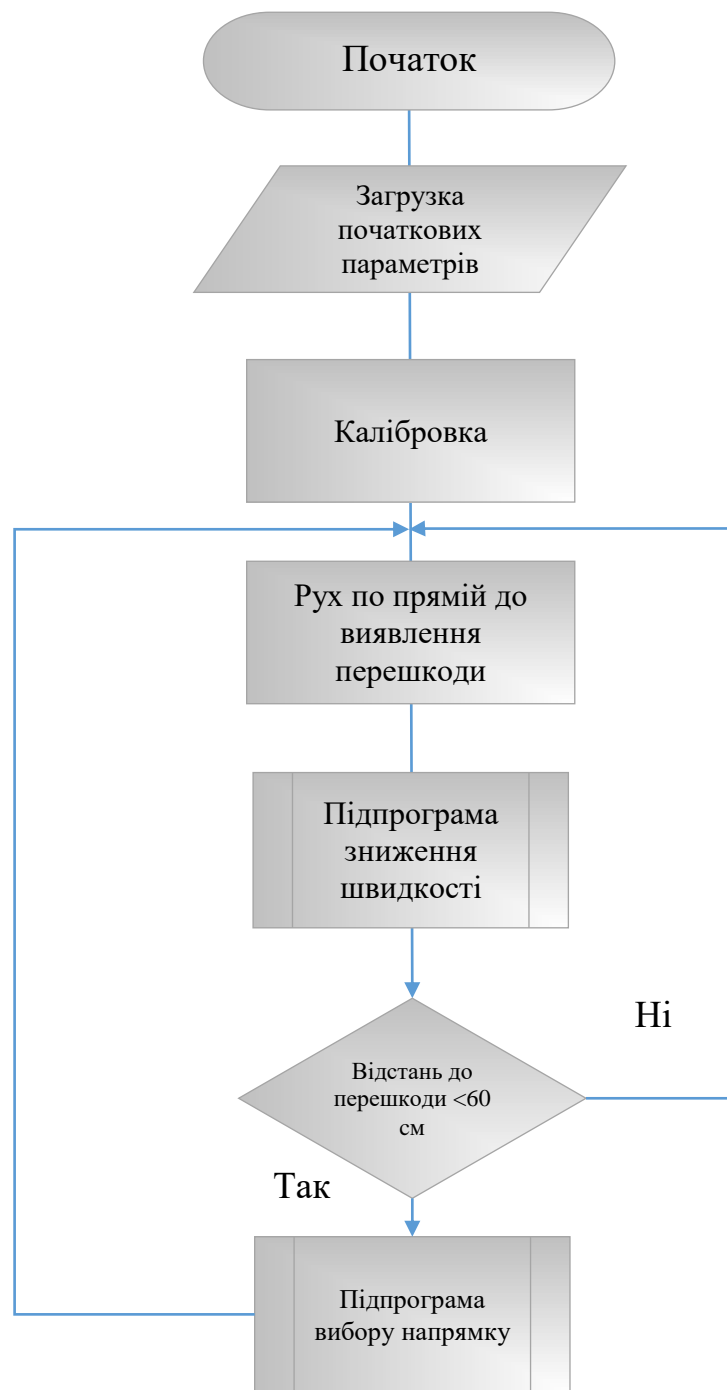 Початок
Загрузка
початкових
параметрів
Калібровка
Рух по прямій до
виявлення
перешкоди
Підпрограма
зниження
швидкості
Ні
Відстань до
перешкоди <60
см
Так
Підпрограма
вибору напрямку